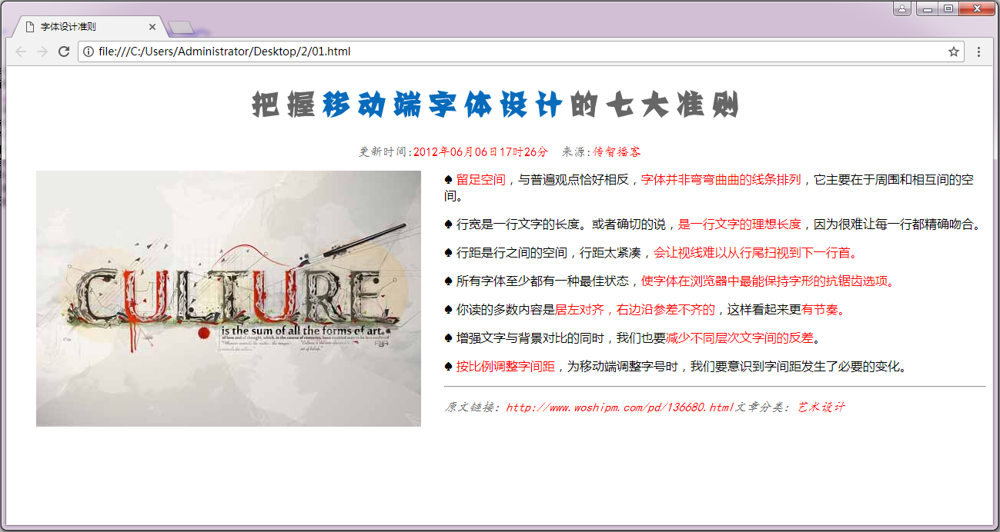 字体设计准则
file:///C:/Users/Administrator/Desktop/2/01.html
把握移动端字体设计的七大准则
更新时间:2012年06月06日17时26分 来源:传智播客
CULTURE
is the sum of all the forms of art.
♠ 留足空间，与普遍观点恰好相反，字体并非弯弯曲曲的线条排列，它主要在于周围和相互间的空
间。
♠ 行宽是一行文字的长度。或者确切的说，是一行文字的理想长度，因为很难让每一行都精确吻合。
♠ 行距是行之间的空间，行距太紧凑，会让视线难以从行尾扫视到下一行首。
♠ 所有字体至少都有一种最佳状态，使字体在浏览器中最能保持字形的抗锯齿选项。
♠ 你读的多数内容是居左对齐，右边沿参差不齐的，这样看起来更有节奏。
♠ 增强文字与背景对比的同时，我们也要减少不同层次文字间的反差。
♠ 按比例调整字间距，为移动端调整字号时，我们要意识到字间距发生了必要的变化。
原文链接：http://www.woshipm.com/pd/136680.html文章分类：艺术设计